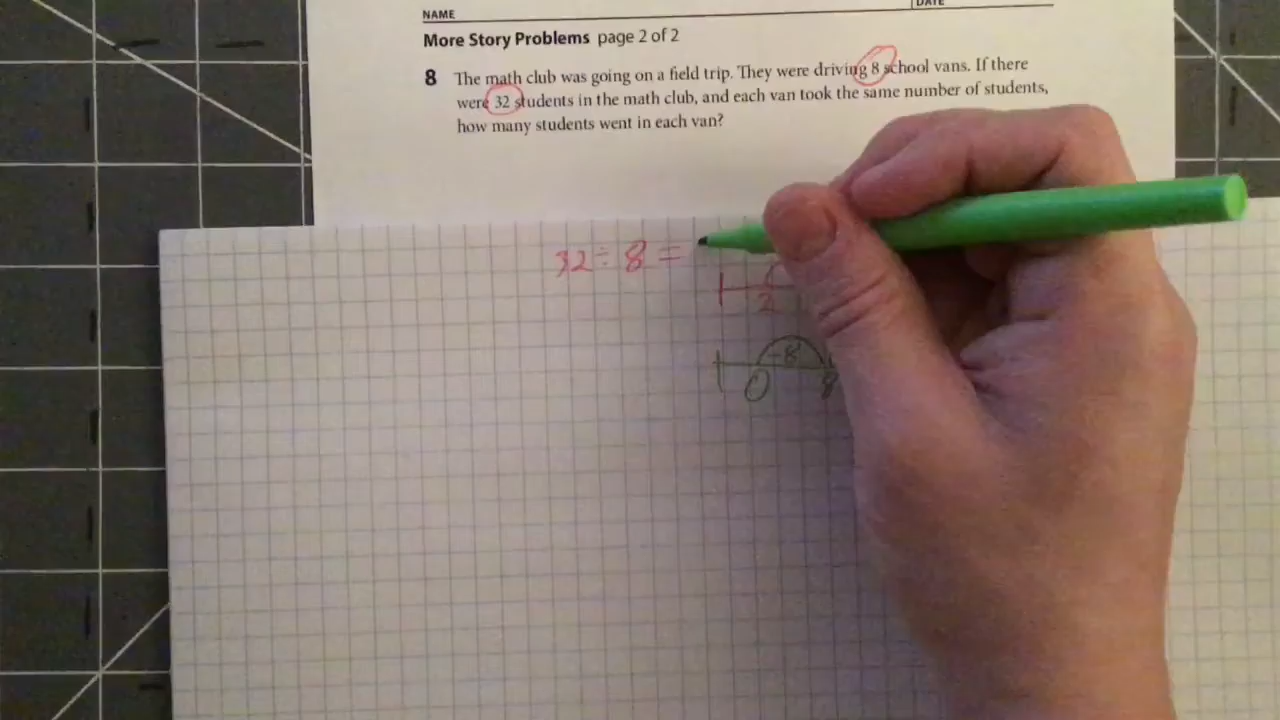 NAME DATE
More Story Problems page 2 of 2
8 The math club was going on a field trip. They were driving 8 school vans. If there
were 32 students in the math club, and each van took the same number of students,
how many students went in each van?
32 ÷ 8 =
2
-8
0 8